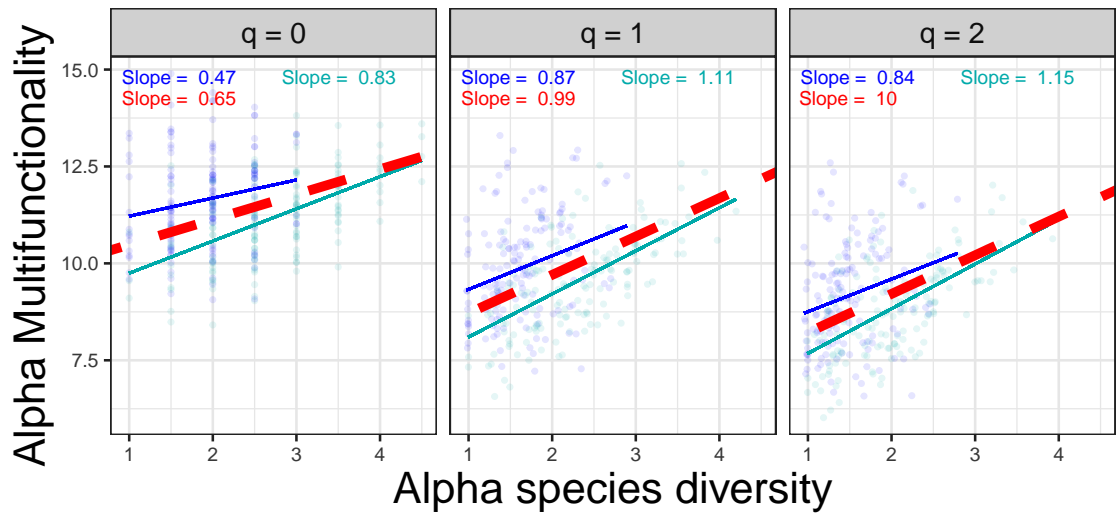 q = 0
q = 1
q = 2
Alpha Multifunctionality
15.0
12.5
10.0
7.5
Slope = 0.47
Slope = 0.83
Slope = 0.65
Slope = 0.87
Slope = 1.11
Slope = 0.99
Slope = 0.84
Slope = 1.15
Slope = 10
1 2 3 4
1 2 3 4
1 2 3 4
Alpha species diversity